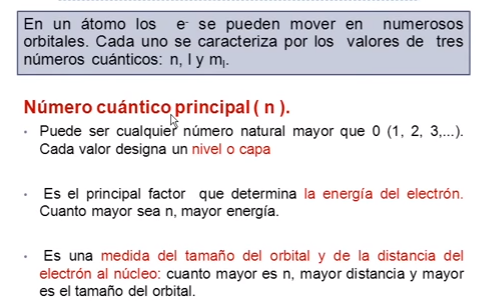 En un átomo los e- se pueden mover en numerosos
orbitales. Cada uno se caracteriza por los valores de tres
números cuánticos: n, l y ml.
Número cuántico principal ( n ).
· Puede ser cualquier número natural mayor que 0 (1, 2, 3,...).
Cada valor designa un nivel o capa
· Es el principal factor que determina la energía del electrón.
Cuanto mayor sea n, mayor energía.
· Es una medida del tamaño del orbital y de la distancia del
electrón al núcleo: cuanto mayor es n, mayor distancia y mayor
es el tamaño del orbital.